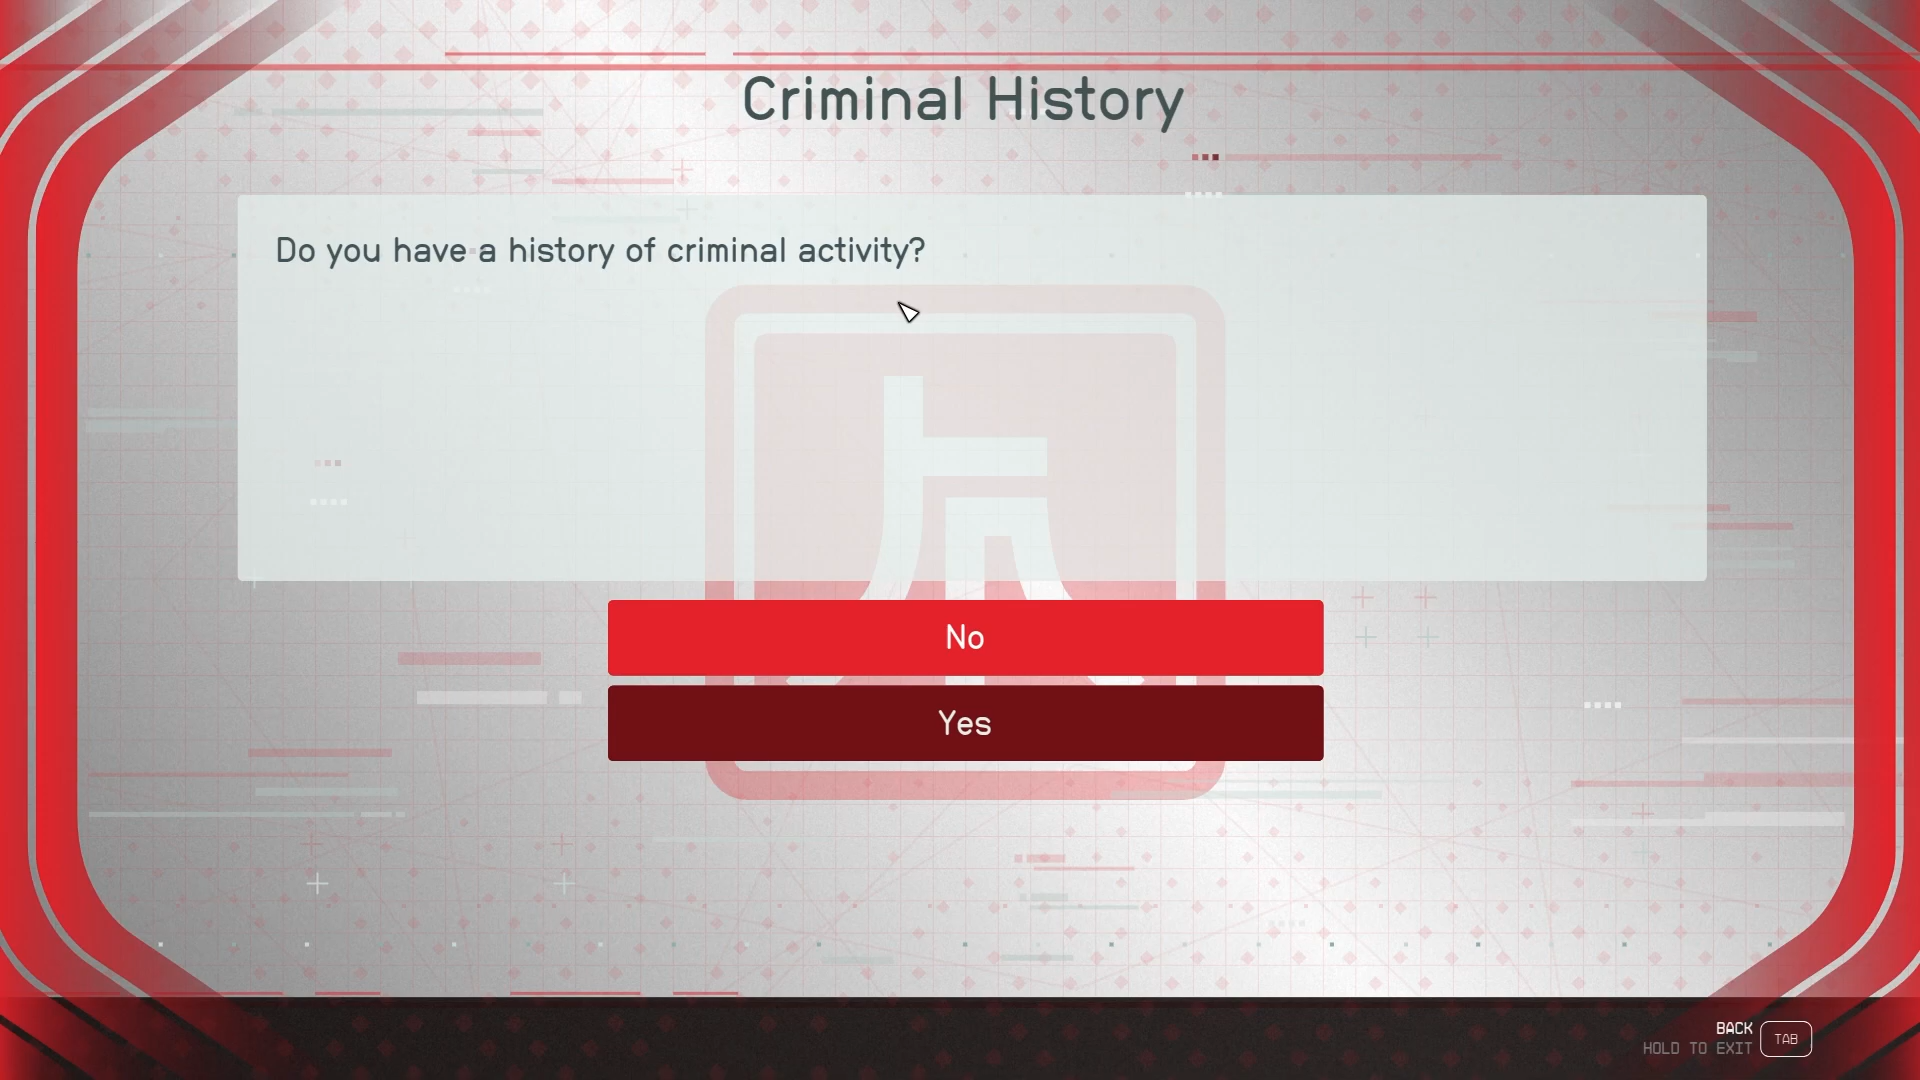 Criminal History
Do you have a history of criminal activity?
No
Yes
BACK
HOLD TO EXIT
TAB